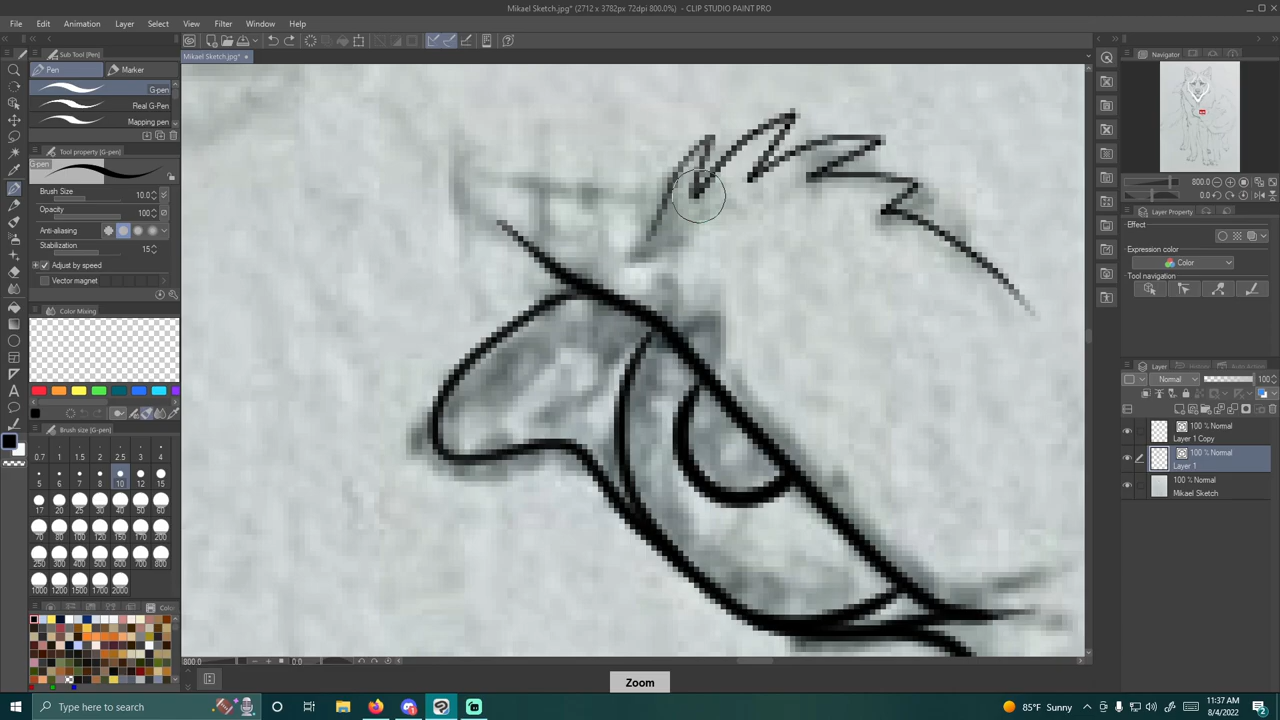 Mikael Sketch.jpg* (2712 x 3782px 72dpi 800.0%) - CLIP STUDIO PAINT PRO
File Edit Animation Layer Select View Filter Window Help
Sub Tool [Pen]
Mikael Sketch.jpg*
Navigator
Pen Marker
G-pen
Real G-Pen
Mapping pen
Tool property [G-pen]
G-pen
Brush Size 10.0
Opacity 100
Anti-aliasing
Stabilization 15
Adjust by speed
Vector magnet
Color Mixing
Brush size [G-pen]
0.7 1 1.5 2 2.5 3 4
5 6 7 8 10 12 15
17 20 25 30 40 50 60
70 80 100 120 150 170 200
250 300 400 500 600 700 800
1000 1200 1500 1700 2000
Color
800.0
0.0
Layer Property
Effect
Expression color
Color
Tool navigation
Layer
Normal 100
100 % Normal
Layer 1 Copy
100 % Normal
Layer 1
100 % Normal
Mikael Sketch
800.0 0.0
Zoom
Type here to search
85°F Sunny
11:37 AM
8/4/2022
2